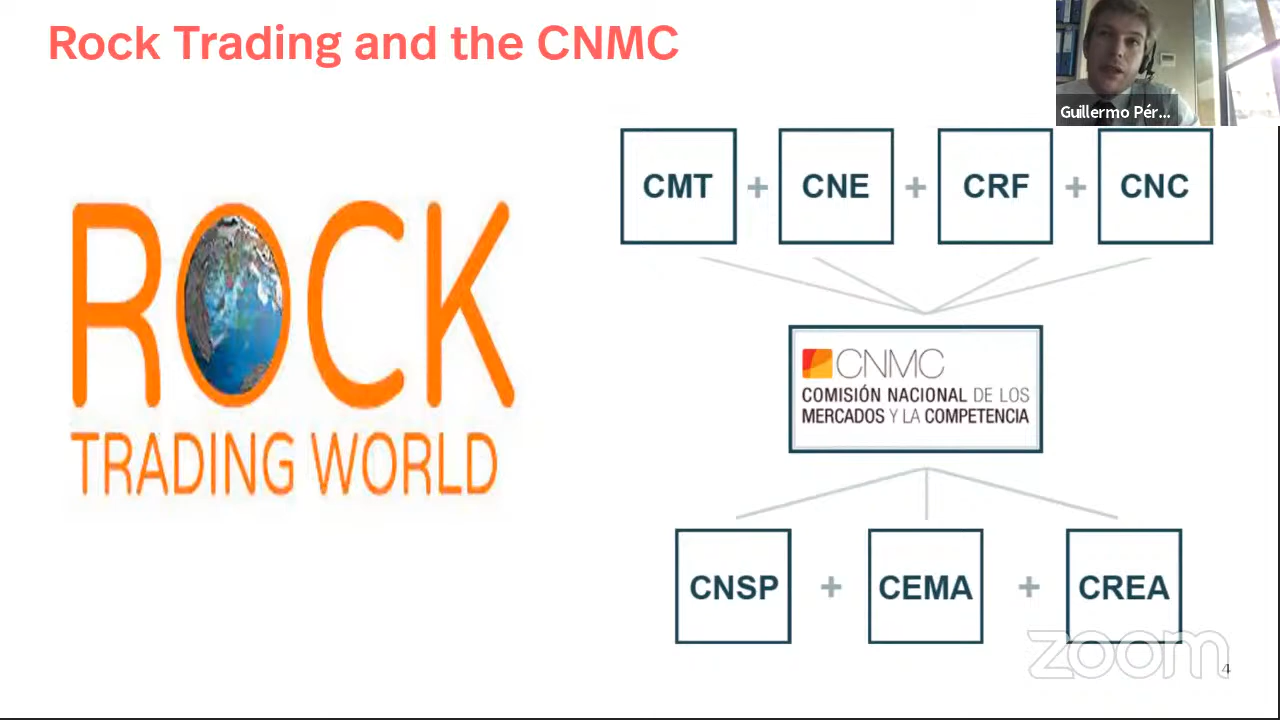 Rock Trading and the CNMC
Guillermo Pér...
CMT + CNE + CRF + CNC
ROCK
TRADING WORLD
CNMC
COMISIÓN NACIONAL DE LOS
MERCADOS Y LA COMPETENCIA
CNSP + CEMA + CREA
zoom
4